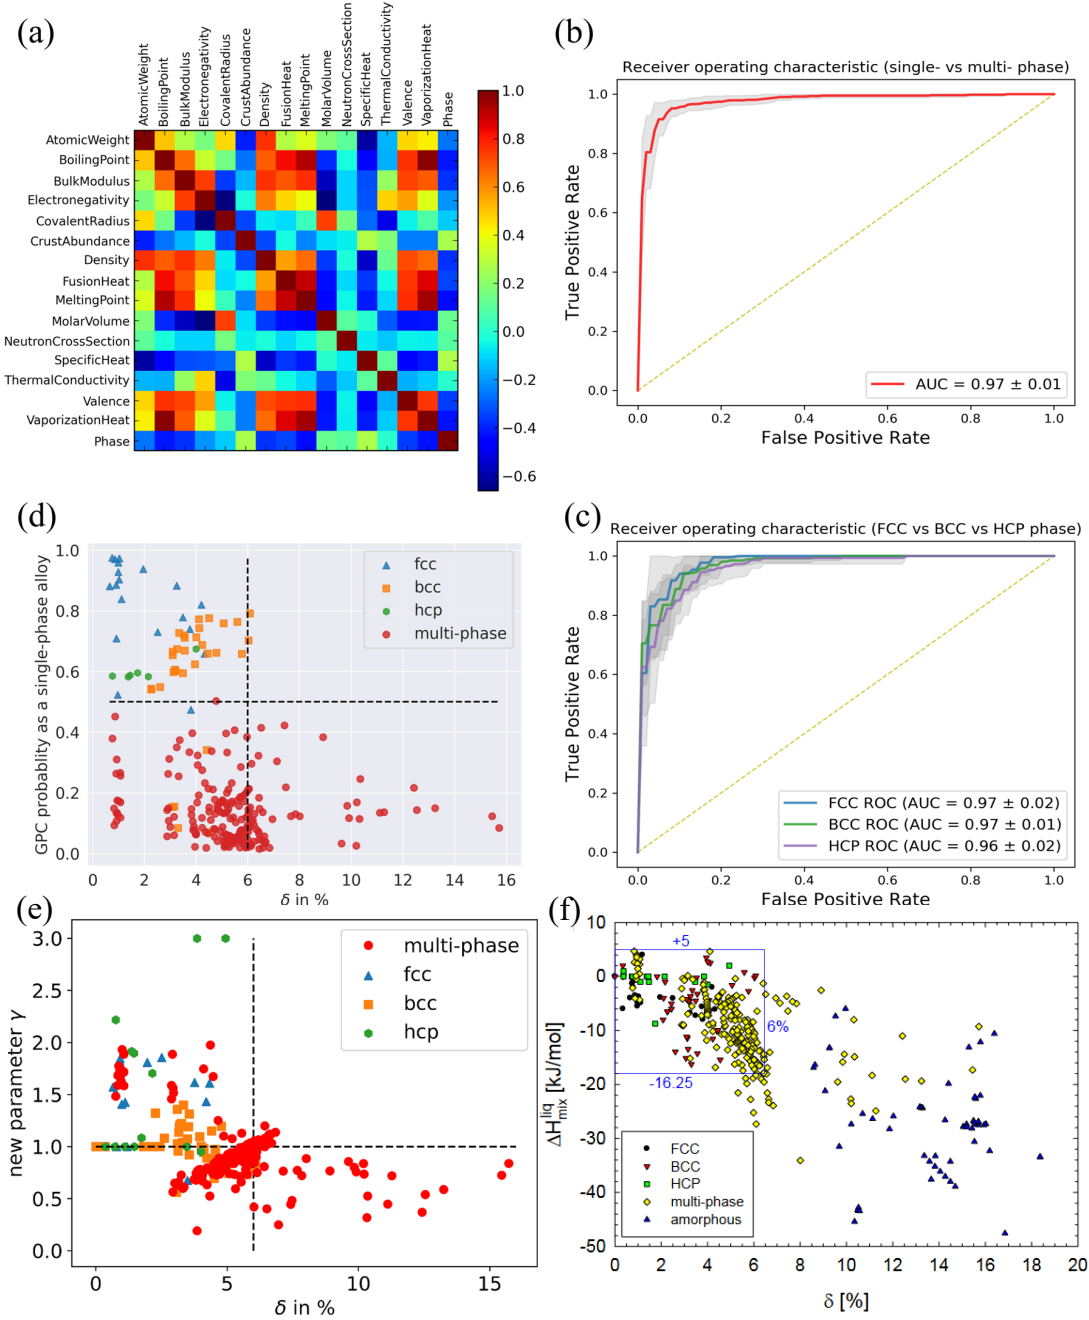 (a)
AtomicWeight
BoilingPoint
BulkModulus
Electronegativity
CovalentRadius
CrustAbundance
Density
FusionHeat
MeltingPoint
MolarVolume
NeutronCrossSection
SpecificHeat
ThermalConductivity
Valence
VaporizationHeat
Phase
AtomicWeight
BoilingPoint
BulkModulus
Electronegativity
CovalentRadius
CrustAbundance
Density
FusionHeat
MeltingPoint
MolarVolume
NeutronCrossSection
SpecificHeat
ThermalConductivity
Valence
VaporizationHeat
Phase
1.0
0.8
0.6
0.4
0.2
0.0
−0.2
−0.4
−0.6
(b)
Receiver operating characteristic (single- vs multi- phase)
True Positive Rate
1.0
0.8
0.6
0.4
0.2
0.0
AUC = 0.97 ± 0.01
0.0 0.2 0.4 0.6 0.8 1.0
False Positive Rate
(d)
GPC probablity as a single-phase alloy
1.0
0.8
0.6
0.4
0.2
0.0
fcc
bcc
hcp
multi-phase
0 2 4 6 8 10 12 14 16
δ in %
(c)
Receiver operating characteristic (FCC vs BCC vs HCP phase)
True Positive Rate
1.0
0.8
0.6
0.4
0.2
0.0
FCC ROC (AUC = 0.97 ± 0.02)
BCC ROC (AUC = 0.97 ± 0.01)
HCP ROC (AUC = 0.96 ± 0.02)
0.0 0.2 0.4 0.6 0.8 1.0
False Positive Rate
(e)
new parameter γ
3.0
2.5
2.0
1.5
1.0
0.5
0.0
multi-phase
fcc
bcc
hcp
0 5 10 15
δ in %
(f)
ΔH liq mix [kJ/mol]
10
0
-10
-20
-30
-40
-50
+5
6%
-16.25
FCC
BCC
HCP
multi-phase
amorphous
0 2 4 6 8 10 12 14 16 18 20
δ [%]